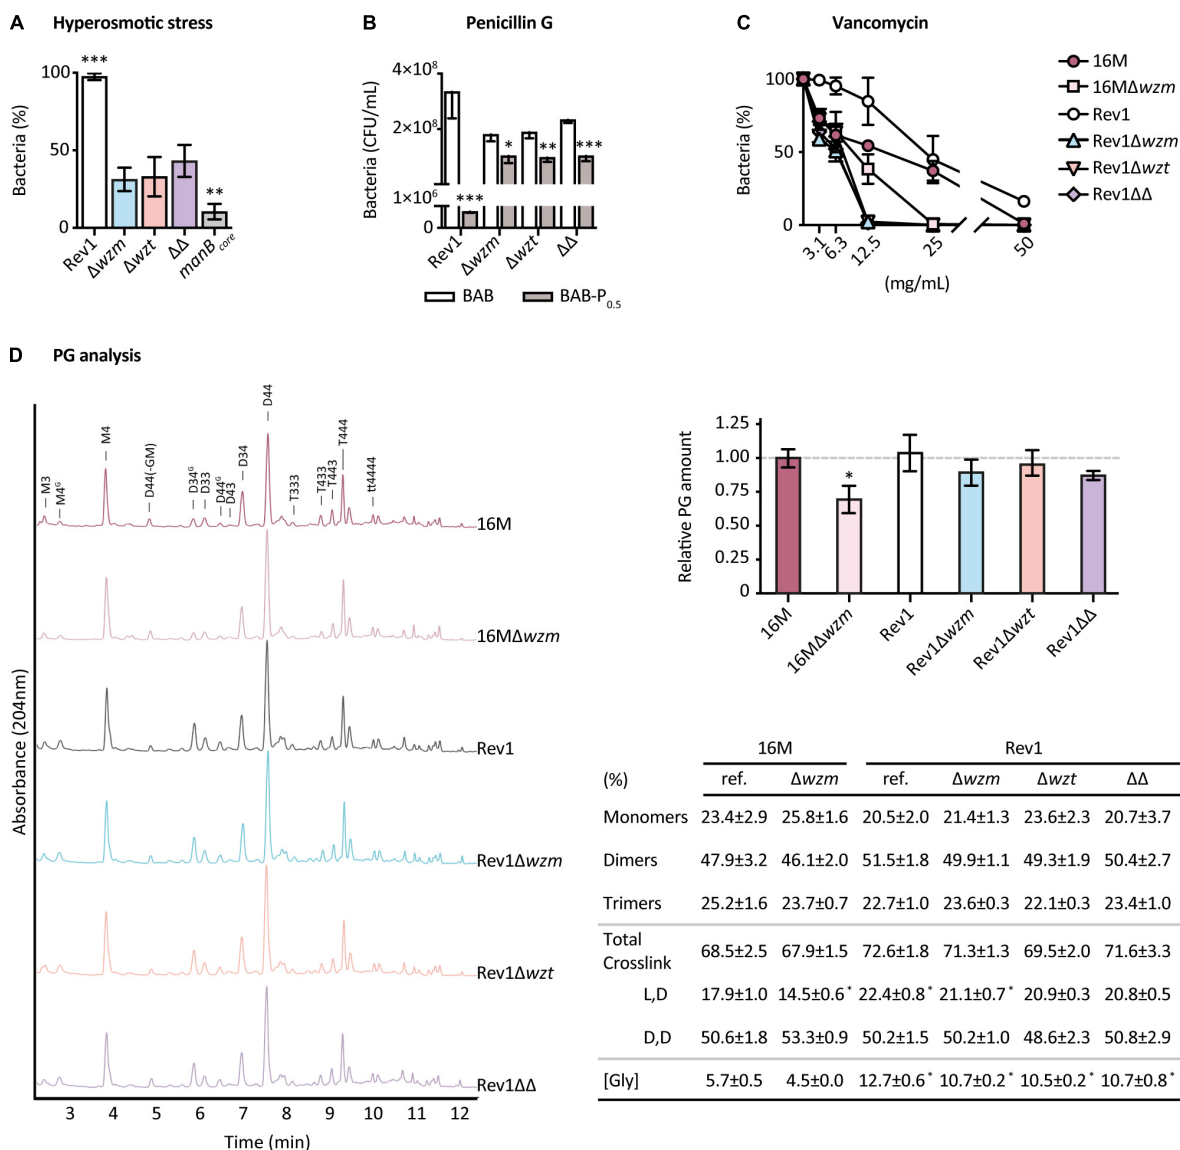 A Hyperosmotic stress
Bacteria (%)
100
50
0
***
**
Rev1
Δwzm
Δwzt
ΔΔ
manB core
B Penicillin G
Bacteria (CFU/mL)
4×10⁸
2×10⁸
1×10⁶
0
***
*
**
***
Rev1
Δwzm
Δwzt
ΔΔ
BAB
BAB-P0.5
C Vancomycin
Bacteria (%)
100
50
0
3.1
6.3
12.5
25
50
(mg/mL)
16M
16MΔwzm
Rev1
Rev1Δwzm
Rev1Δwzt
Rev1ΔΔ
D PG analysis
Absorbance (204nm)
M3
M4ᴳ
M4
D44(-GM)
D34ᴳ
D33
D44ᴳ
D43
D34
D44
T333
T433
T443
T444
tt4444
16M
16MΔwzm
Rev1
Rev1Δwzm
Rev1Δwzt
Rev1ΔΔ
3 4 5 6 7 8 9 10 11 12
Time (min)
Relative PG amount
1.25
1.00
0.75
0.50
0.25
0
*
16M
16MΔwzm
Rev1
Rev1Δwzm
Rev1Δwzt
Rev1ΔΔ
16M Rev1
(%) ref. Δwzm ref. Δwzm Δwzt ΔΔ
Monomers 23.4±2.9 25.8±1.6 20.5±2.0 21.4±1.3 23.6±2.3 20.7±3.7
Dimers 47.9±3.2 46.1±2.0 51.5±1.8 49.9±1.1 49.3±1.9 50.4±2.7
Trimers 25.2±1.6 23.7±0.7 22.7±1.0 23.6±0.3 22.1±0.3 23.4±1.0
Total
Crosslink 68.5±2.5 67.9±1.5 72.6±1.8 71.3±1.3 69.5±2.0 71.6±3.3
L,D 17.9±1.0 14.5±0.6* 22.4±0.8* 21.1±0.7* 20.9±0.3 20.8±0.5
D,D 50.6±1.8 53.3±0.9 50.2±1.5 50.2±1.0 48.6±2.3 50.8±2.9
[Gly] 5.7±0.5 4.5±0.0 12.7±0.6* 10.7±0.2* 10.5±0.2* 10.7±0.8*